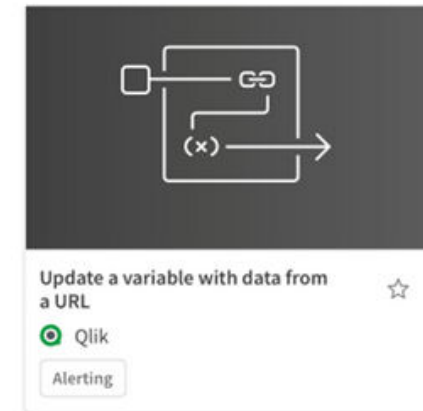 (x)
Update a variable with data from
a URL
Qlik
Alerting